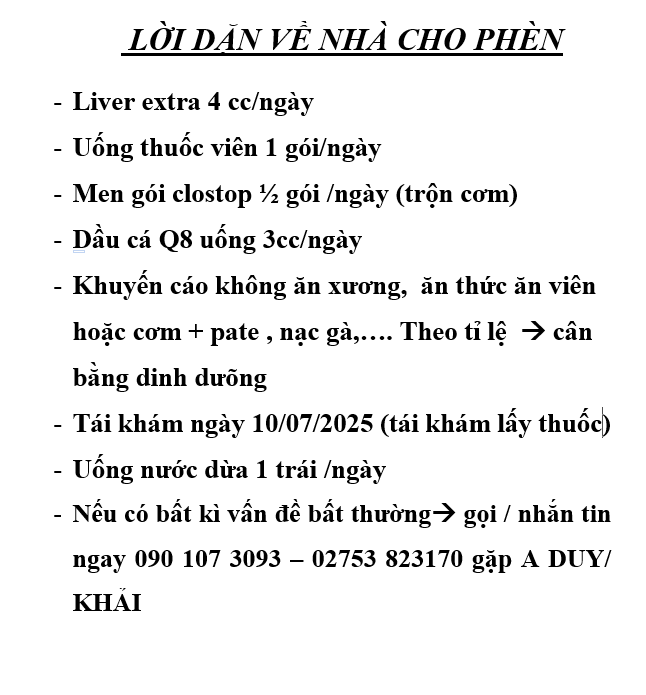 LỜI DẶN VỀ NHÀ CHO PHÈN
- Liver extra 4 cc/ngày
- Uống thuốc viên 1 gói/ngày
- Men gói clostop ½ gói /ngày (trộn cơm)
- Dầu cá Q8 uống 3cc/ngày
- Khuyến cáo không ăn xương, ăn thức ăn viên
hoặc cơm + pate , nạc gà,…. Theo tỉ lệ → cân
bằng dinh dưỡng
- Tái khám ngày 10/07/2025 (tái khám lấy thuốc)
- Uống nước dừa 1 trái /ngày
- Nếu có bất kì vấn đề bất thường→ gọi / nhắn tin
ngay 090 107 3093 – 02753 823170 gặp A DUY/
KHẢI